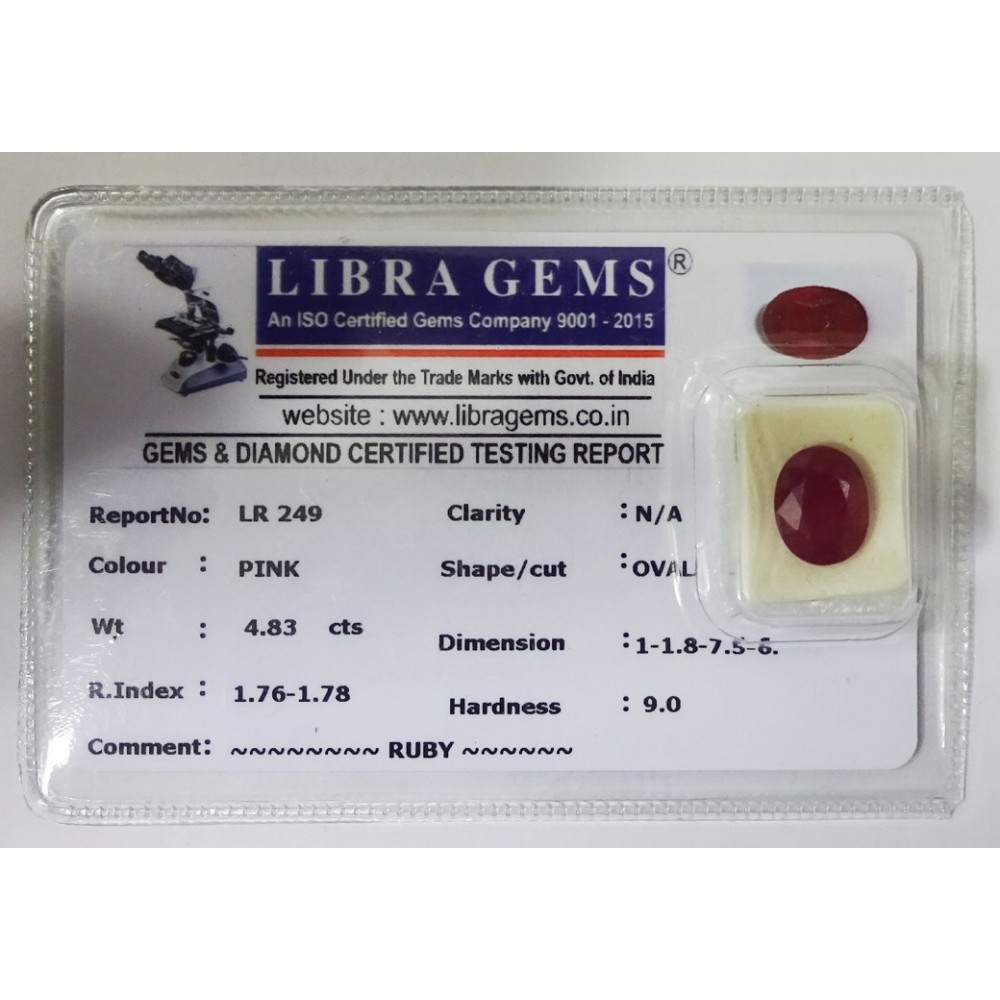 LIBRA GEMS ®
An ISO Certified Gems Company 9001 - 2015
Registered Under the Trade Marks with Govt. of India
website : www.libragems.co.in
GEMS & DIAMOND CERTIFIED TESTING REPORT
ReportNo: LR 249 Clarity : N/A
Colour : PINK Shape/cut : OVAL
Wt : 4.83 cts Dimension : 1-1.8-7.5-6.
R.Index : 1.76-1.78 Hardness : 9.0
Comment: ~~~~~~~~ RUBY ~~~~~~